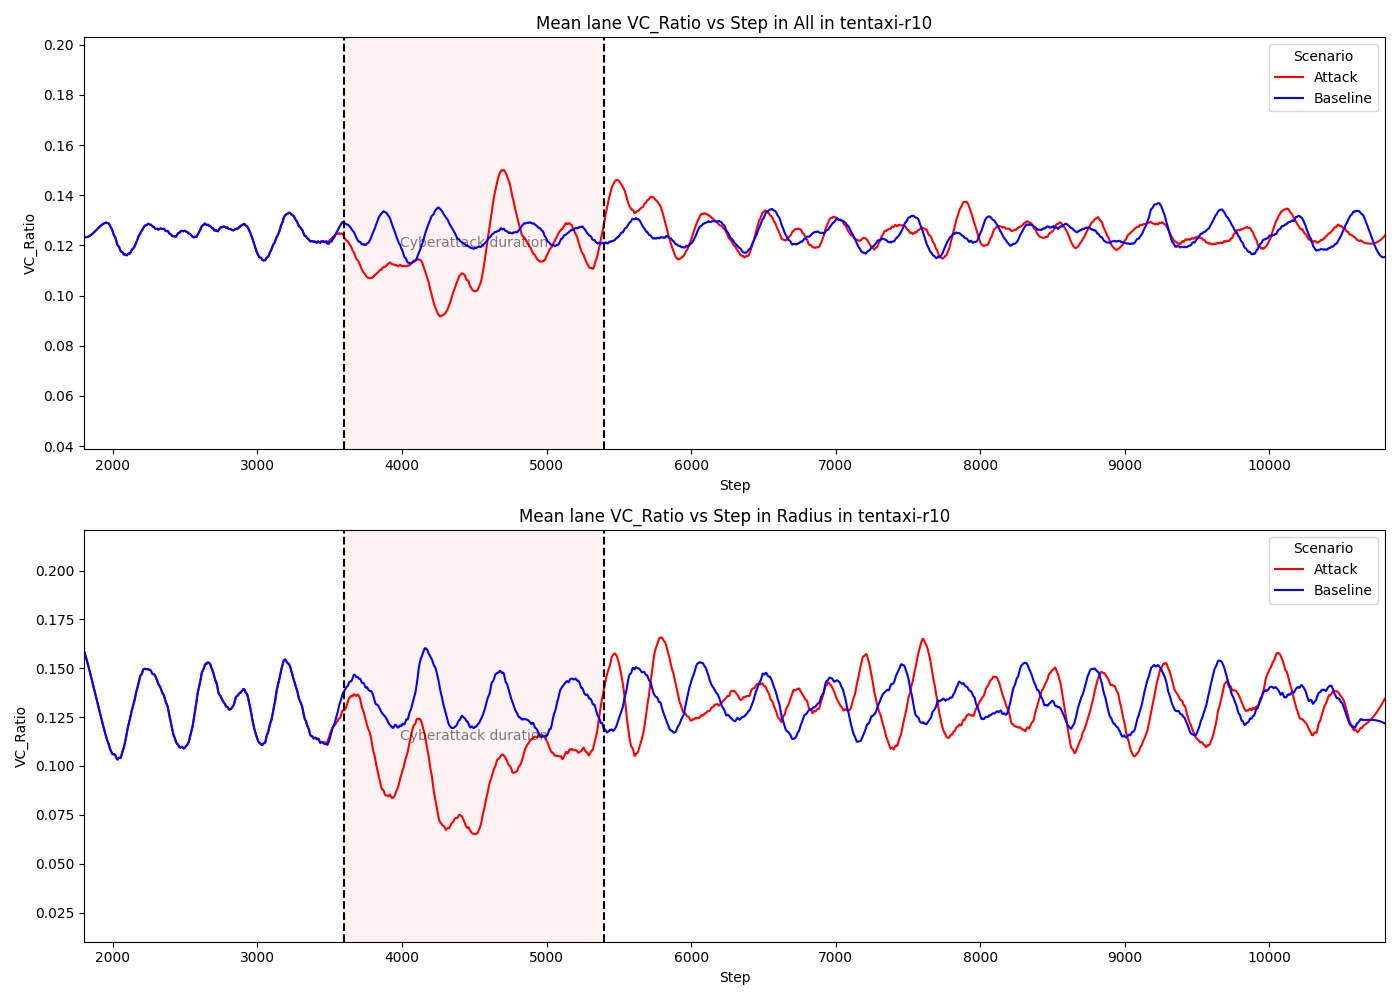 Mean lane VC_Ratio vs Step in All in tentaxi-r10
0.20
0.18
0.16
0.14
0.12
0.10
0.08
0.06
0.04
VC_Ratio
Scenario
Attack
Baseline
Cyberattack duration
2000 3000 4000 5000 6000 7000 8000 9000 10000
Step
Mean lane VC_Ratio vs Step in Radius in tentaxi-r10
0.200
0.175
0.150
0.125
0.100
0.075
0.050
0.025
VC_Ratio
Scenario
Attack
Baseline
Cyberattack duration
2000 3000 4000 5000 6000 7000 8000 9000 10000
Step